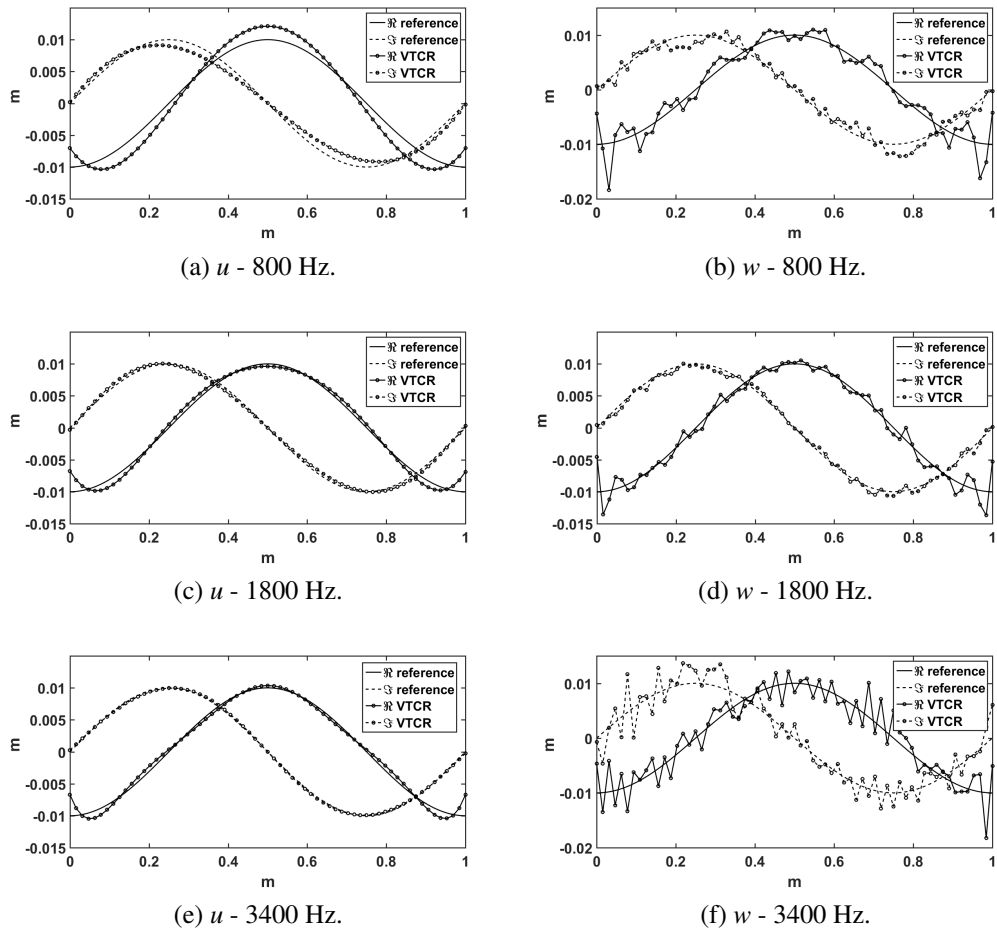 0.01
0.005
0
-0.005
-0.01
-0.015
m
0
0.2
0.4
0.6
0.8
1
m
ℜ reference
ℑ reference
ℜ VTCR
ℑ VTCR
(a) u - 800 Hz.
0.01
0
-0.01
-0.02
m
0
0.2
0.4
0.6
0.8
1
m
ℜ reference
ℑ reference
ℜ VTCR
ℑ VTCR
(b) w - 800 Hz.
0.01
0.005
0
-0.005
-0.01
-0.015
m
0
0.2
0.4
0.6
0.8
1
m
ℜ reference
ℑ reference
ℜ VTCR
ℑ VTCR
(c) u - 1800 Hz.
0.01
0.005
0
-0.005
-0.01
-0.015
m
0
0.2
0.4
0.6
0.8
1
m
ℜ reference
ℑ reference
ℜ VTCR
ℑ VTCR
(d) w - 1800 Hz.
0.01
0.005
0
-0.005
-0.01
-0.015
m
0
0.2
0.4
0.6
0.8
1
m
ℜ reference
ℑ reference
ℜ VTCR
ℑ VTCR
(e) u - 3400 Hz.
0.01
0
-0.01
-0.02
m
0
0.2
0.4
0.6
0.8
1
m
ℜ reference
ℑ reference
ℜ VTCR
ℑ VTCR
(f) w - 3400 Hz.